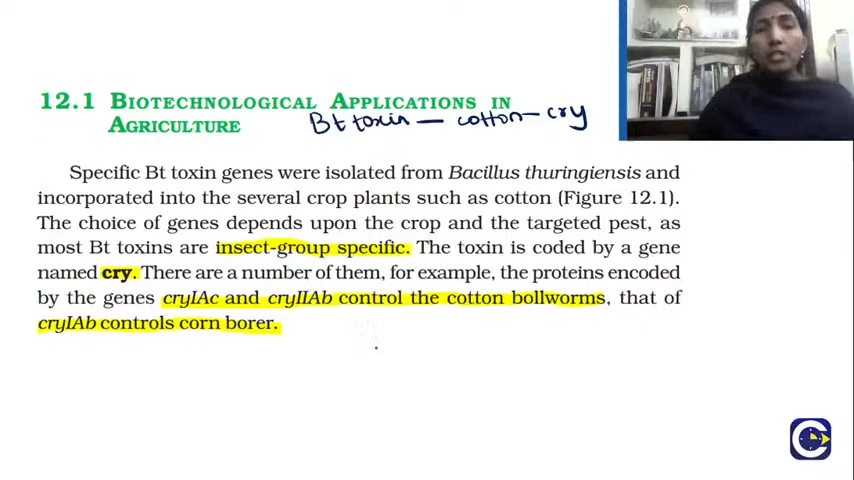 12.1 BIOTECHNOLOGICAL APPLICATIONS IN
AGRICULTURE
Bt toxin — cotton — cry
Specific Bt toxin genes were isolated from Bacillus thuringiensis and
incorporated into the several crop plants such as cotton (Figure 12.1).
The choice of genes depends upon the crop and the targeted pest, as
most Bt toxins are insect-group specific. The toxin is coded by a gene
named cry. There are a number of them, for example, the proteins encoded
by the genes cryIAc and cryIIAb control the cotton bollworms, that of
cryIAb controls corn borer.